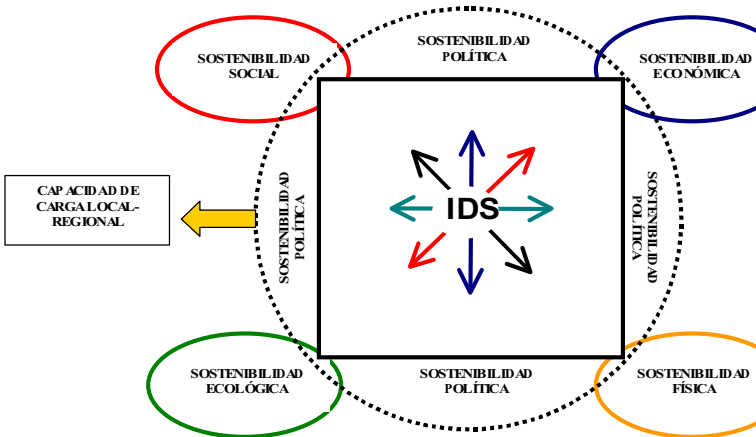 SOSTENIBILIDAD
POLÍTICA
SOSTENIBILIDAD
SOCIAL
SOSTENIBILIDAD
ECONÓMICA
CAPACIDAD DE
CARGA LOCAL-
REGIONAL
SOSTENIBILIDAD
POLÍTICA
IDS
SOSTENIBILIDAD
POLÍTICA
SOSTENIBILIDAD
ECOLÓGICA
SOSTENIBILIDAD
POLÍTICA
SOSTENIBILIDAD
FÍSICA